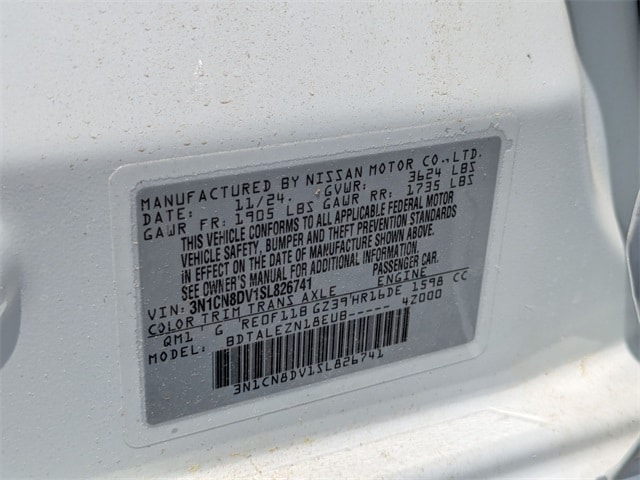 MANUFACTURED BY NISSAN MOTOR CO.,LTD.
DATE: 11/24. GVWR: 3624 LBS
GAWR FR: 1905 LBS GAWR RR: 1735 LBS
THIS VEHICLE CONFORMS TO ALL APPLICABLE FEDERAL MOTOR
VEHICLE SAFETY, BUMPER AND THEFT PREVENTION STANDARDS
IN EFFECT ON THE DATE OF MANUFACTURE SHOWN ABOVE.
SEE OWNER'S MANUAL FOR ADDITIONAL INFORMATION.
VIN: 3N1CN8DV1SL826741 PASSENGER CAR.
COLOR TRIM TRANS AXLE ENGINE
QM1 G RE0F11B GZ39 HR16DE 1598 CC
MODEL: BDTALEZN18EUB----- 4Z000
3N1CN8DV1SL826741